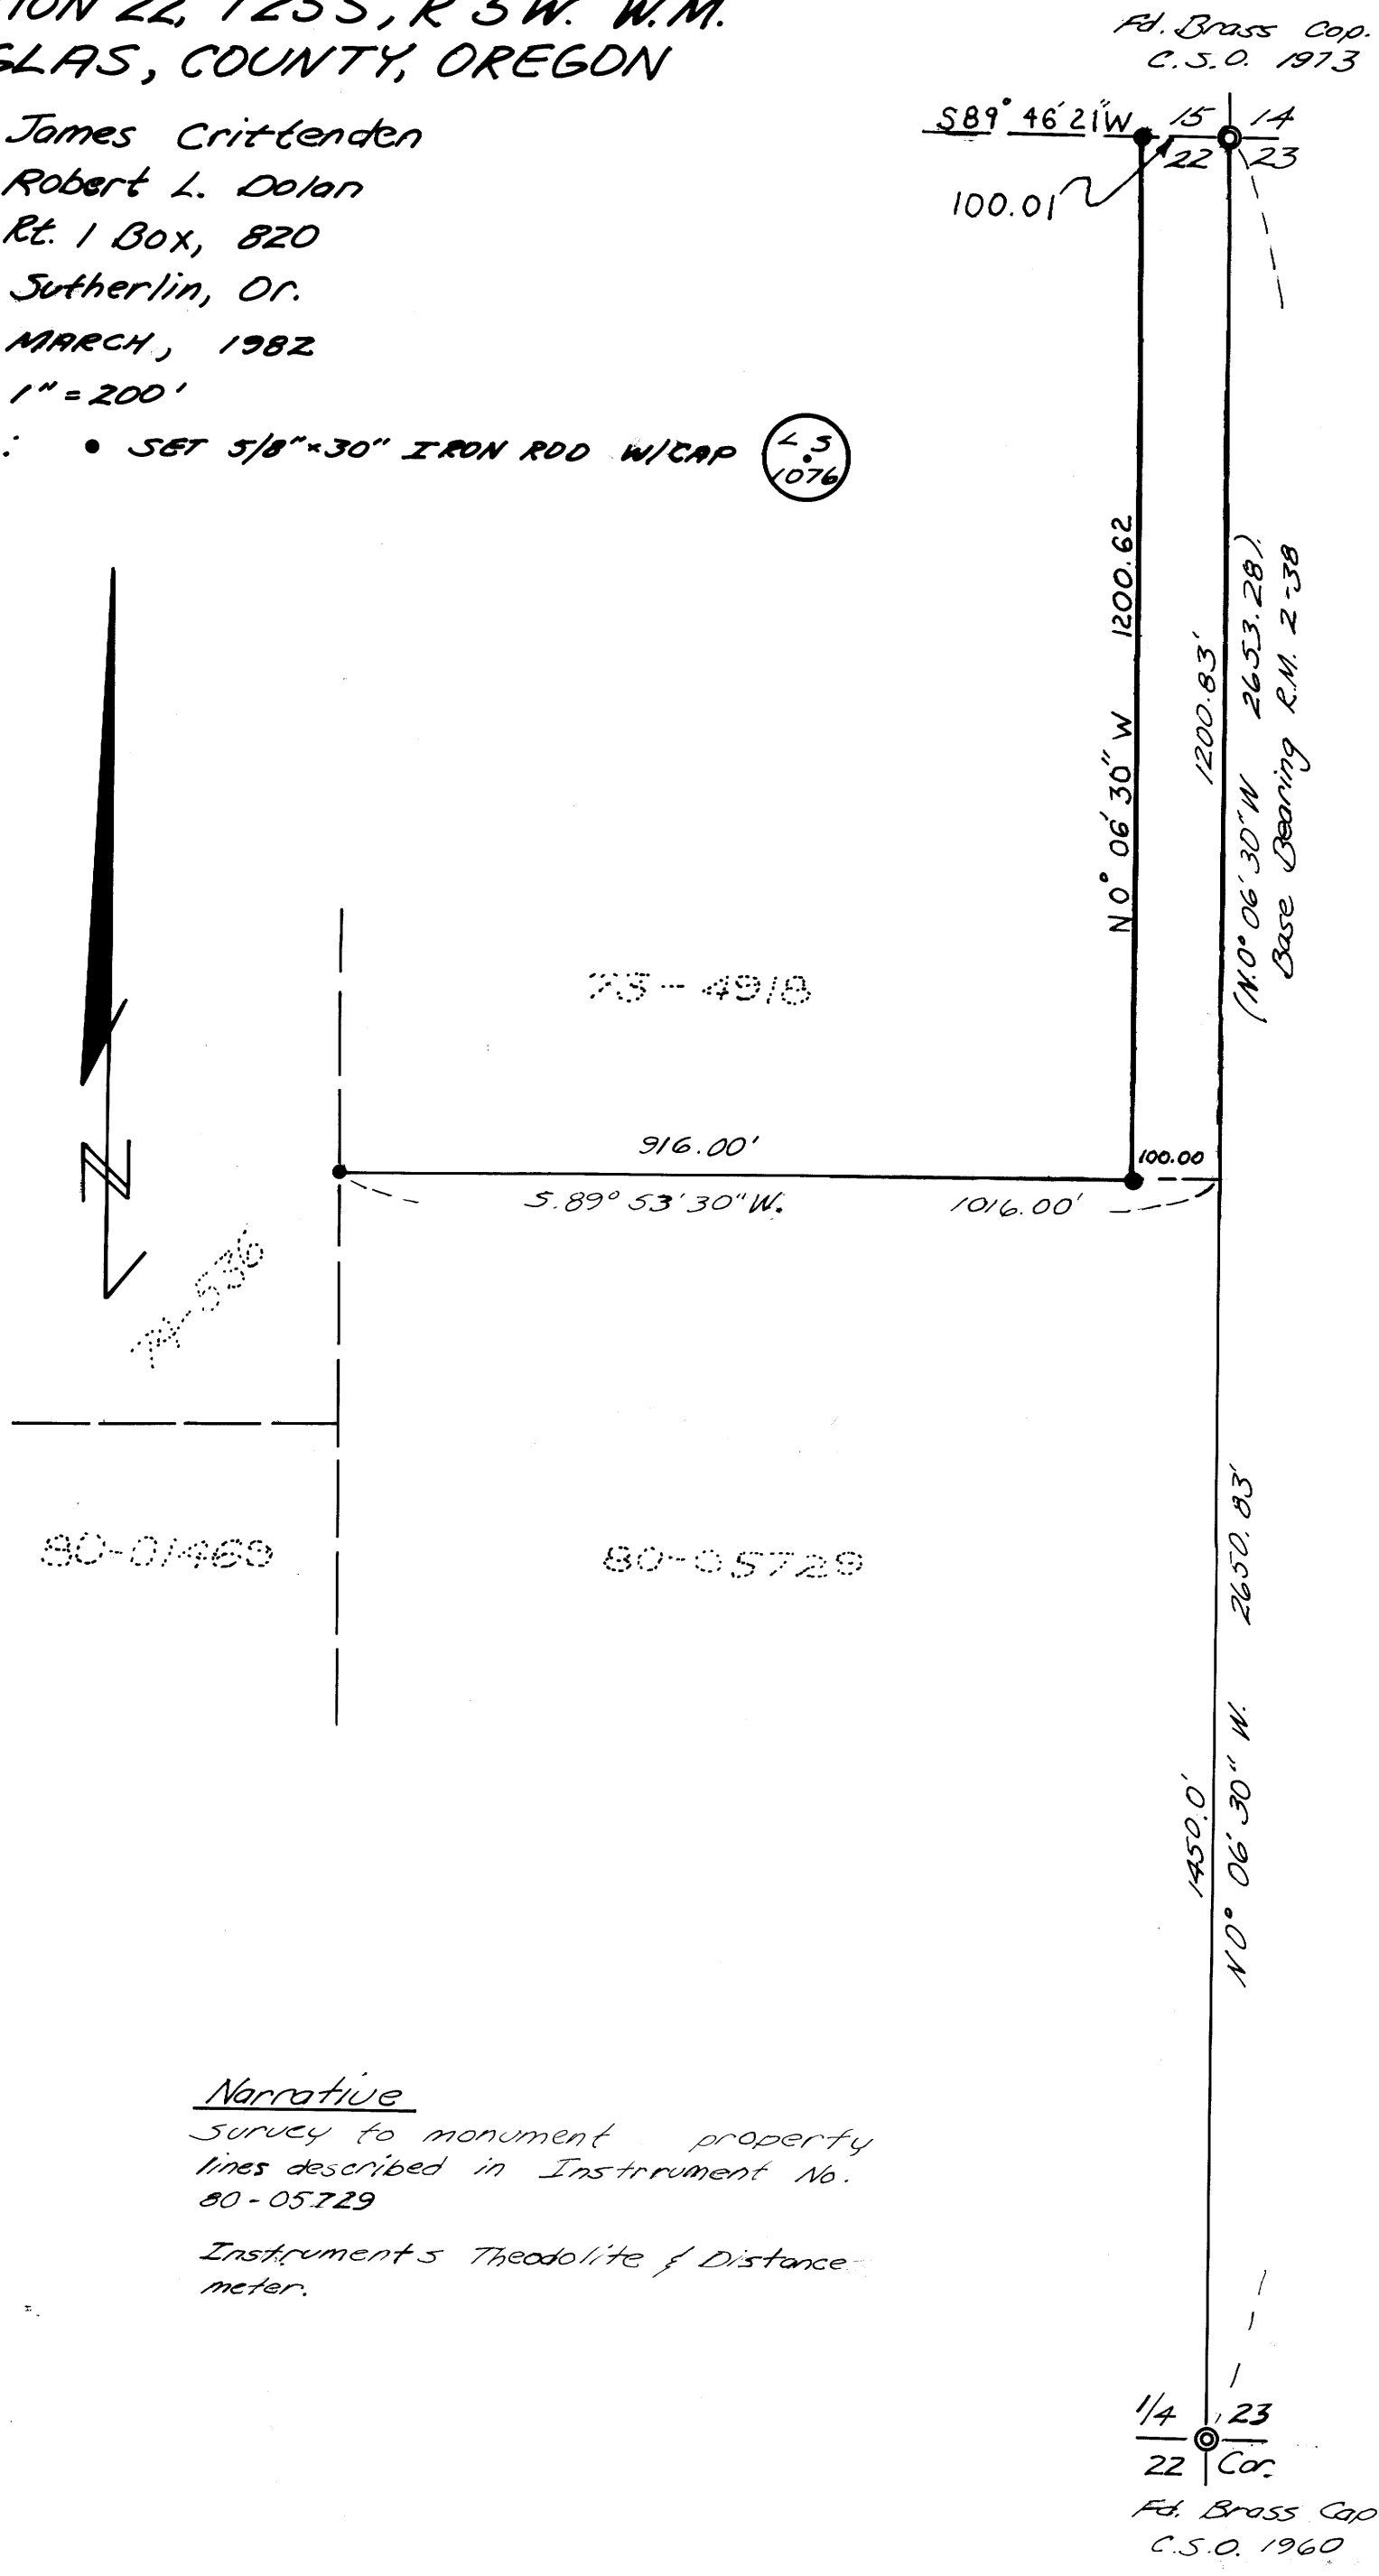 ION 22, T25S, R 5W. W.M.
GLAS, COUNTY, OREGON
James Crittenden
Robert L. Dolan
Rt. 1 Box, 820
Sutherlin, Or.
MARCH, 1982
1" = 200'
: • SET 5/8"x30" IRON ROD W/CAP
L S
1076
Fd. Brass Cap.
C.S.O. 1973
S89° 46' 21"W
15 14
22 23
100.01
N 0° 06' 30" W 1200.62
1200.83'
(N.0° 06' 30" W 2653.28).
Base Bearing R.M. 2-38
73-4918
916.00'
100.00
S.89° 53' 30" W.
1016.00'
N
80-01469
80-05729
2650.83'
1450.0'
N 0° 06' 30" W.
Narrative
Survey to monument property
lines described in Instrrument No.
80-05729
Instruments Theodolite & Distance
meter.
1/4 23
22 Cor.
Fd. Brass Cap
C.S.O. 1960